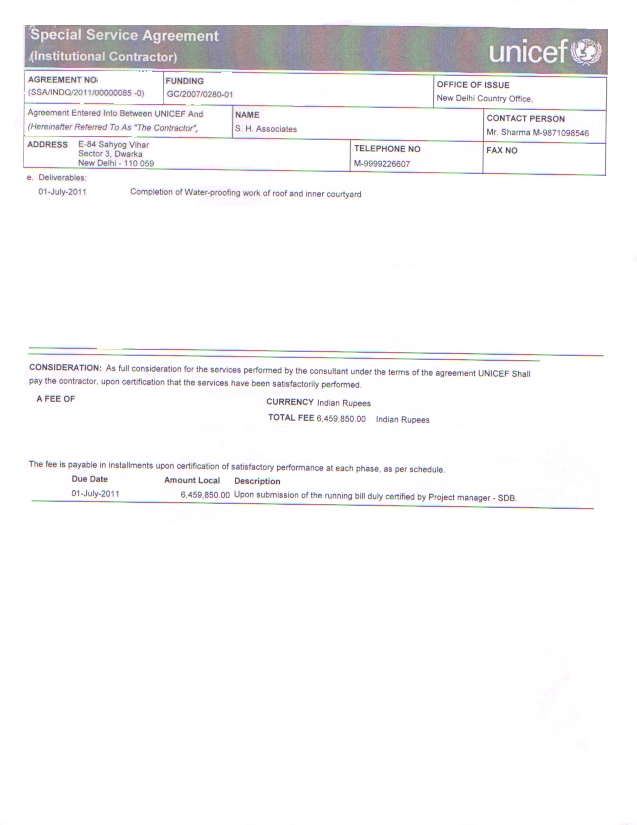 Special Service Agreement
(Institutional Contractor)
unicef
AGREEMENT NO:
(SSA/INDQ/2011/00000085 -0)
FUNDING
GC/2007/0280-01
OFFICE OF ISSUE
New Delhi Country Office,
Agreement Entered Into Between UNICEF And
(Hereinafter Referred To As "The Contractor",
NAME
S. H. Associates
CONTACT PERSON
Mr. Sharma M-9871098546
ADDRESS E-84 Sahyog Vihar
Sector 3, Dwarka
New Delhi - 110 059
TELEPHONE NO
M-9999226607
FAX NO
e. Deliverables:
01-July-2011 Completion of Water-proofing work of roof and inner courtyard
CONSIDERATION: As full consideration for the services performed by the consultant under the terms of the agreement UNICEF Shall
pay the contractor, upon certification that the services have been satisfactorily performed.
A FEE OF CURRENCY Indian Rupees
TOTAL FEE 6,459,850.00 Indian Rupees
The fee is payable in installments upon certification of satisfactory performance at each phase, as per schedule.
Due Date Amount Local Description
01-July-2011 6,459,850.00 Upon submission of the running bill duly certified by Project manager - SDB.